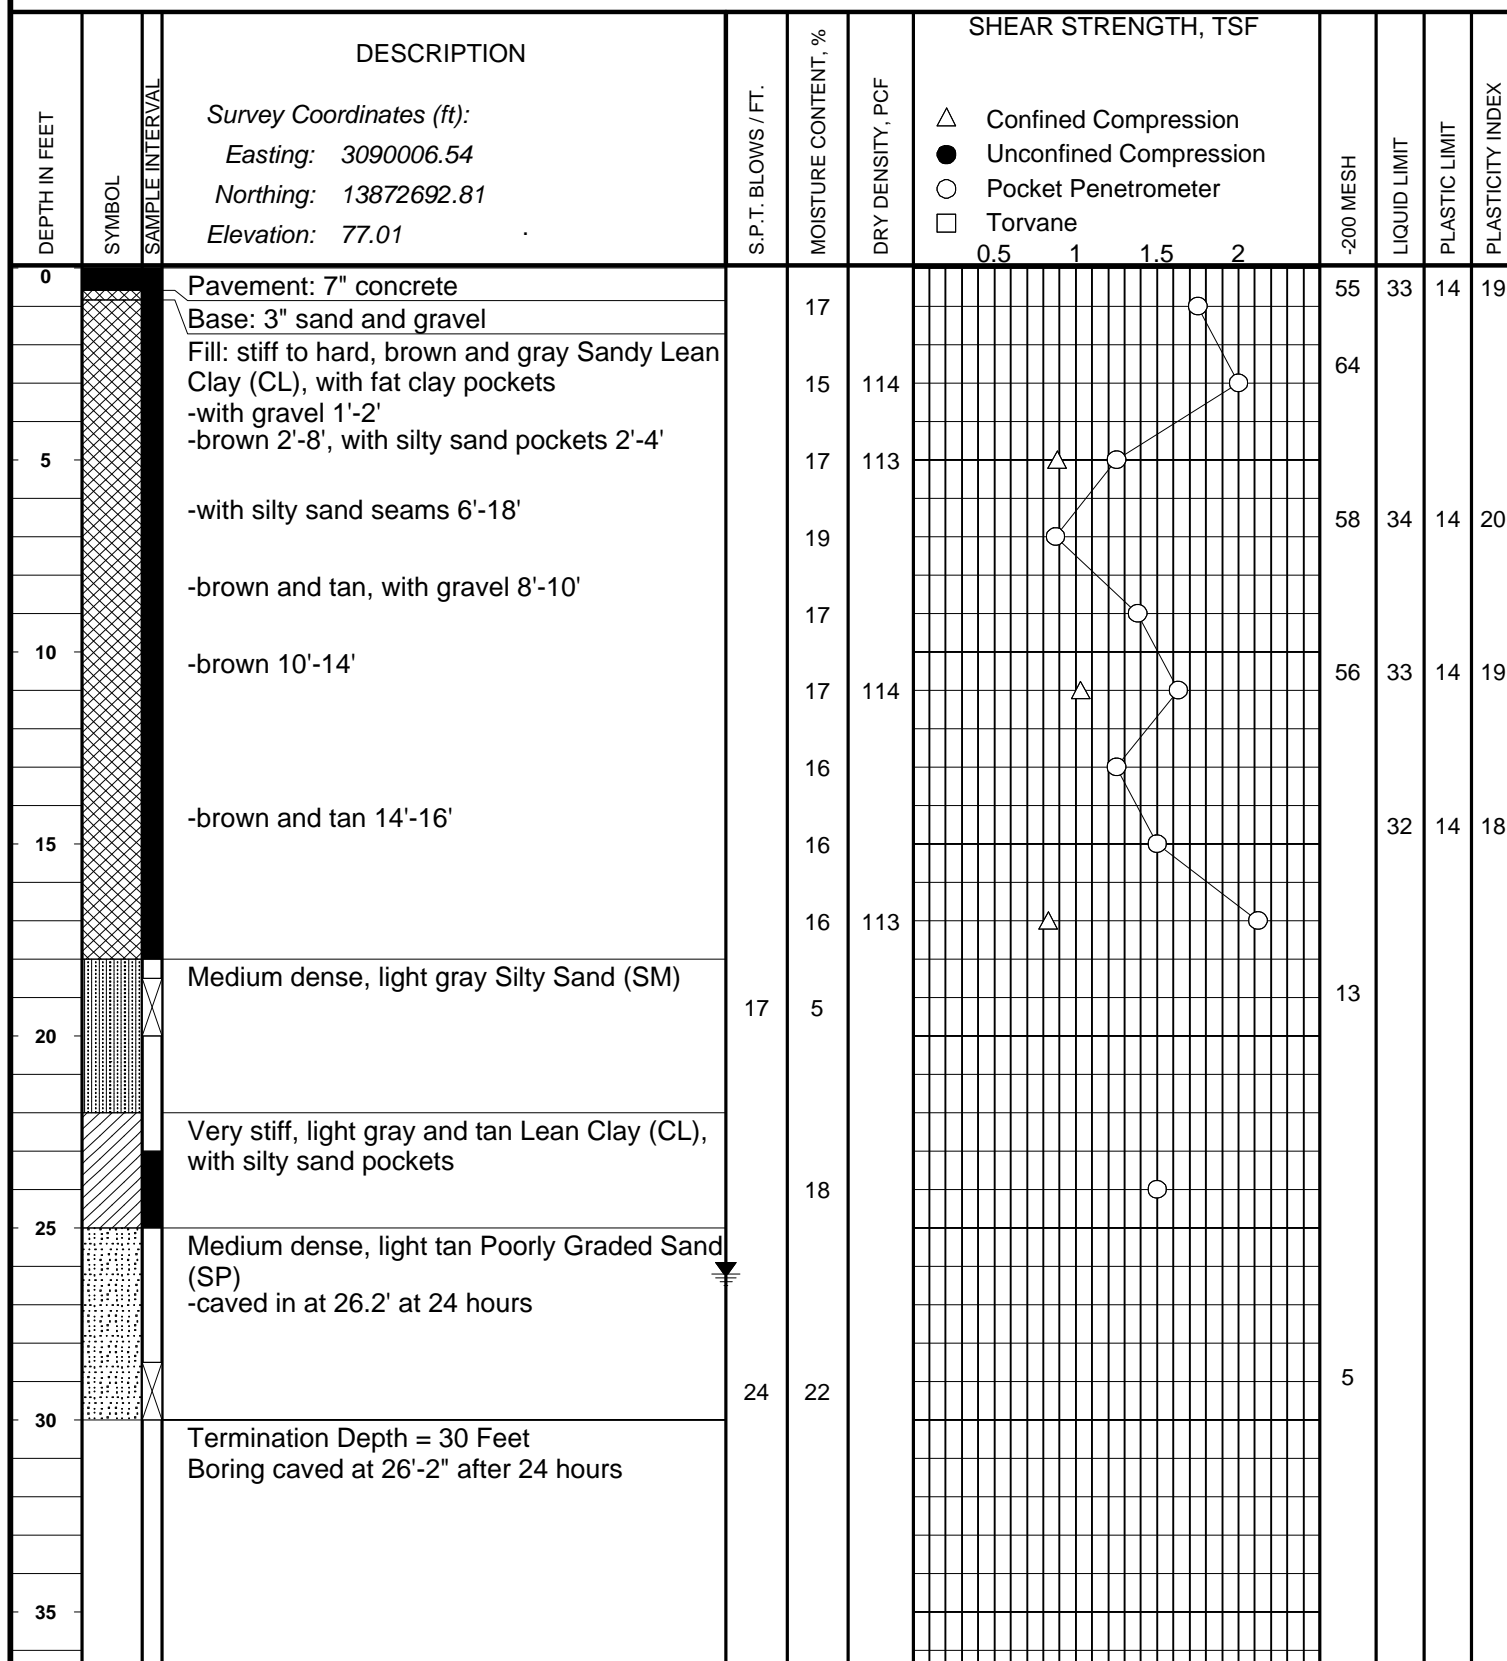 DEPTH IN FEET
SYMBOL
SAMPLE INTERVAL
DESCRIPTION
Survey Coordinates (ft):
Easting: 3090006.54
Northing: 13872692.81
Elevation: 77.01 .
S.P.T. BLOWS / FT.
MOISTURE CONTENT, %
DRY DENSITY, PCF
SHEAR STRENGTH, TSF
△ Confined Compression
● Unconfined Compression
○ Pocket Penetrometer
□ Torvane
0.5 1 1.5 2
-200 MESH
LIQUID LIMIT
PLASTIC LIMIT
PLASTICITY INDEX
0
Pavement: 7" concrete
55 33 14 19
17
Base: 3" sand and gravel
Fill: stiff to hard, brown and gray Sandy Lean
64
Clay (CL), with fat clay pockets
15 114
-with gravel 1'-2'
-brown 2'-8', with silty sand pockets 2'-4'
5 17 113
-with silty sand seams 6'-18'
58 34 14 20
19
-brown and tan, with gravel 8'-10'
17
10
-brown 10'-14'
56 33 14 19
17 114
16
-brown and tan 14'-16'
32 14 18
15 16
16 113
Medium dense, light gray Silty Sand (SM)
13
17 5
20
Very stiff, light gray and tan Lean Clay (CL),
with silty sand pockets
18
25
Medium dense, light tan Poorly Graded Sand
(SP)
-caved in at 26.2' at 24 hours
5
24 22
30
Termination Depth = 30 Feet
Boring caved at 26'-2" after 24 hours
35